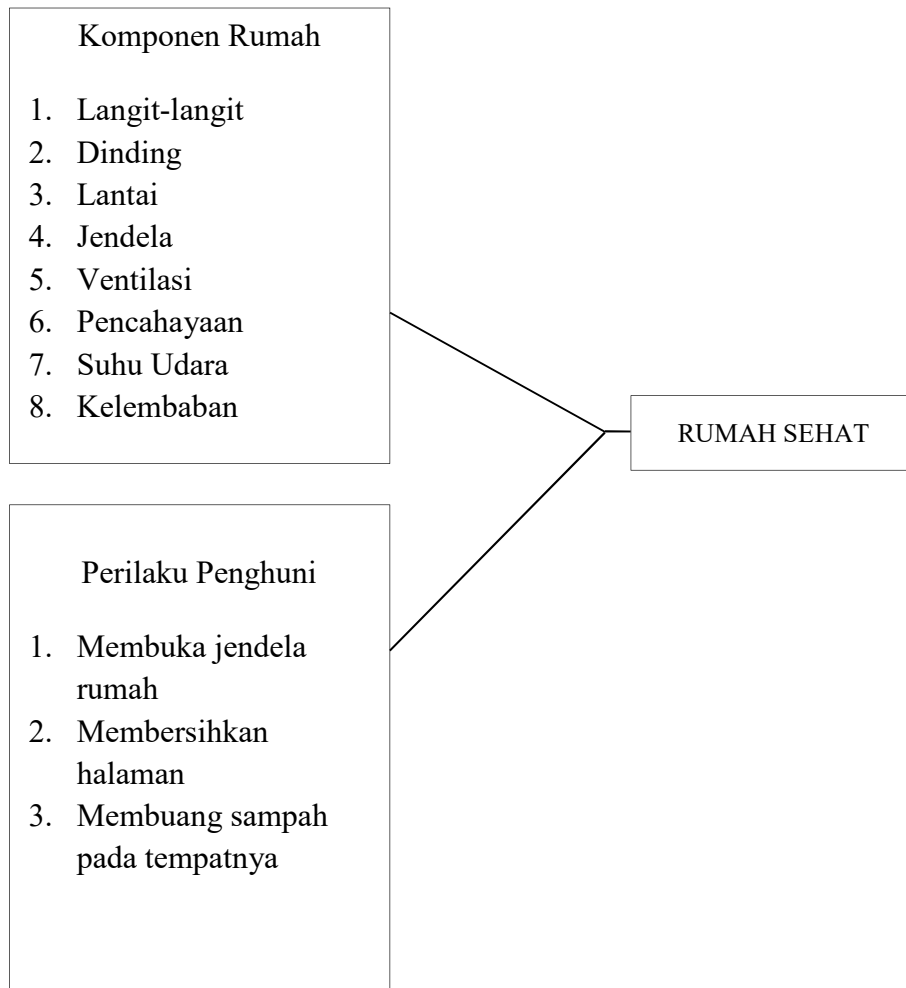 Komponen Rumah
1. Langit-langit
2. Dinding
3. Lantai
4. Jendela
5. Ventilasi
6. Pencahayaan
7. Suhu Udara
8. Kelembaban
RUMAH SEHAT
Perilaku Penghuni
1. Membuka jendela
rumah
2. Membersihkan
halaman
3. Membuang sampah
pada tempatnya